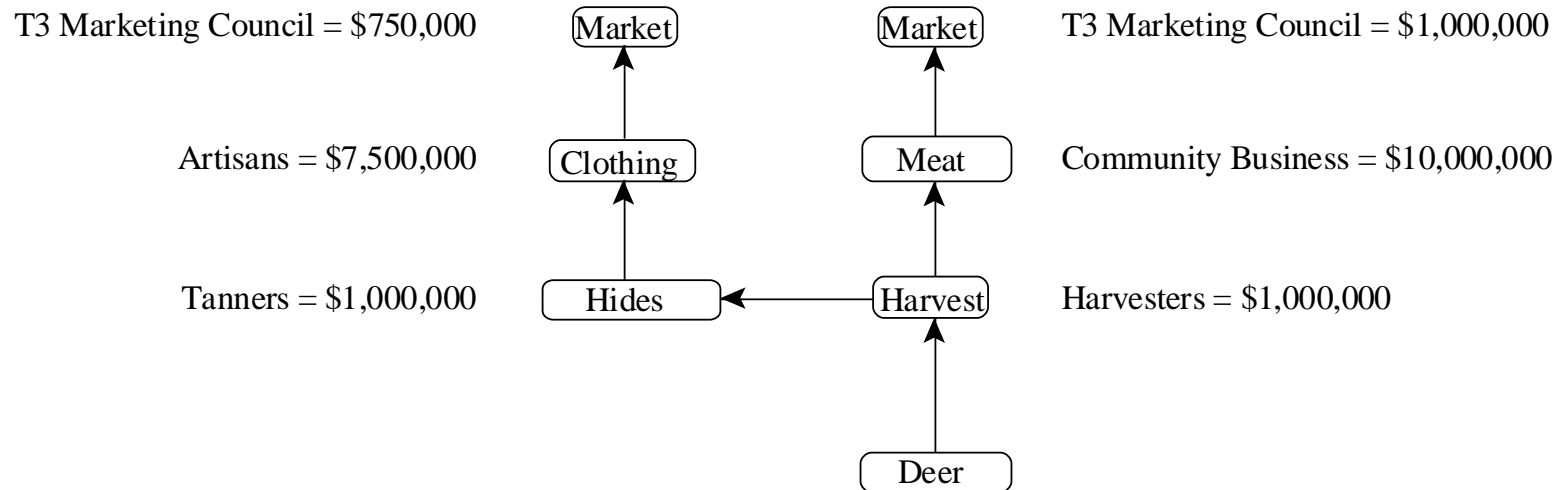 T3 Marketing Council = $750,000 Market Market T3 Marketing Council = $1,000,000
Artisans = $7,500,000 Clothing Meat Community Business = $10,000,000
Tanners = $1,000,000 Hides Harvest Harvesters = $1,000,000
Deer